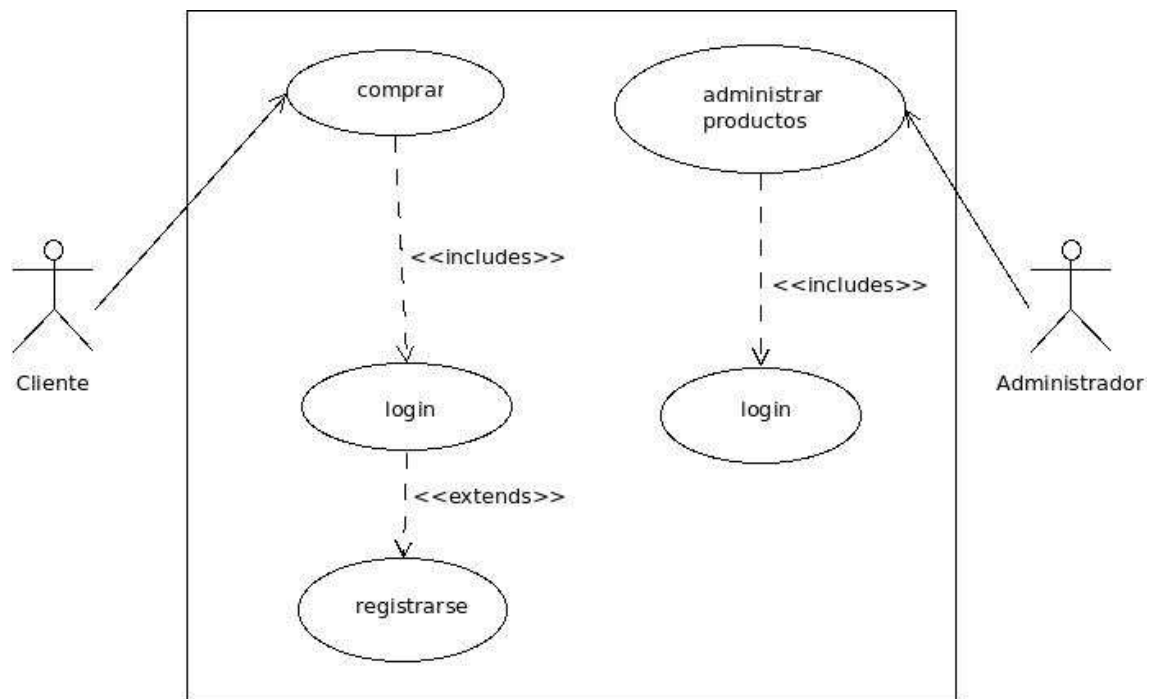 comprar
administrar
productos
<<includes>>
<<includes>>
Cliente
Administrador
login
login
<<extends>>
registrarse